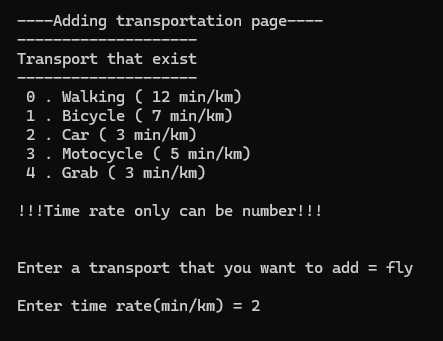 ----Adding transportation page----
--------------------
Transport that exist
--------------------
0 . Walking ( 12 min/km)
1 . Bicycle ( 7 min/km)
2 . Car ( 3 min/km)
3 . Motocycle ( 5 min/km)
4 . Grab ( 3 min/km)
!!!Time rate only can be number!!!
Enter a transport that you want to add = fly
Enter time rate(min/km) = 2